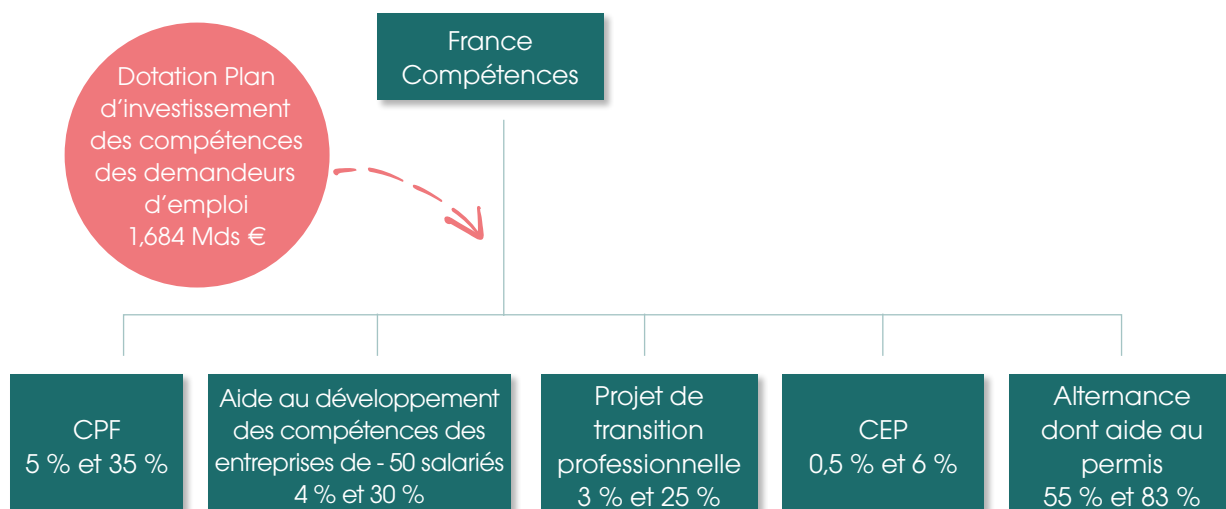 France
Compétences
Dotation Plan
d'investissement
des compétences
des demandeurs
d'emploi
1,684 Mds €
CPF
5 % et 35 %
Aide au développement
des compétences des
entreprises de - 50 salariés
4 % et 30 %
Projet de
transition
professionnelle
3 % et 25 %
CEP
0,5 % et 6 %
Alternance
dont aide au
permis
55 % et 83 %